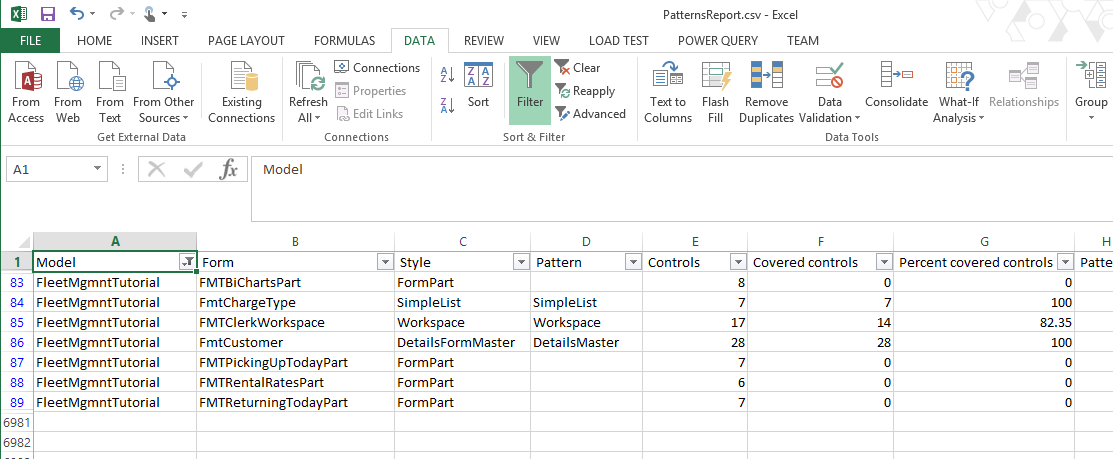 PatternsReport.csv - Excel
FILE HOME INSERT PAGE LAYOUT FORMULAS DATA REVIEW VIEW LOAD TEST POWER QUERY TEAM
From Access From Web From Text From Other Sources Existing Connections Refresh All Connections Properties Edit Links Sort Filter Clear Reapply Advanced Text to Columns Flash Fill Remove Duplicates Data Validation Consolidate What-If Analysis Relationships Group
Get External Data Connections Sort & Filter Data Tools
A1 fx Model
A B C D E F G H
1 Model Form Style Pattern Controls Covered controls Percent covered controls Patte
83 FleetMgmntTutorial FMTBiChartsPart FormPart 8 0 0
84 FleetMgmntTutorial FmtChargeType SimpleList SimpleList 7 7 100
85 FleetMgmntTutorial FMTClerkWorkspace Workspace Workspace 17 14 82.35
86 FleetMgmntTutorial FmtCustomer DetailsFormMaster DetailsMaster 28 28 100
87 FleetMgmntTutorial FMTPickingUpTodayPart FormPart 7 0 0
88 FleetMgmntTutorial FMTRentalRatesPart FormPart 6 0 0
89 FleetMgmntTutorial FMTReturningTodayPart FormPart 7 0 0
6981
6982